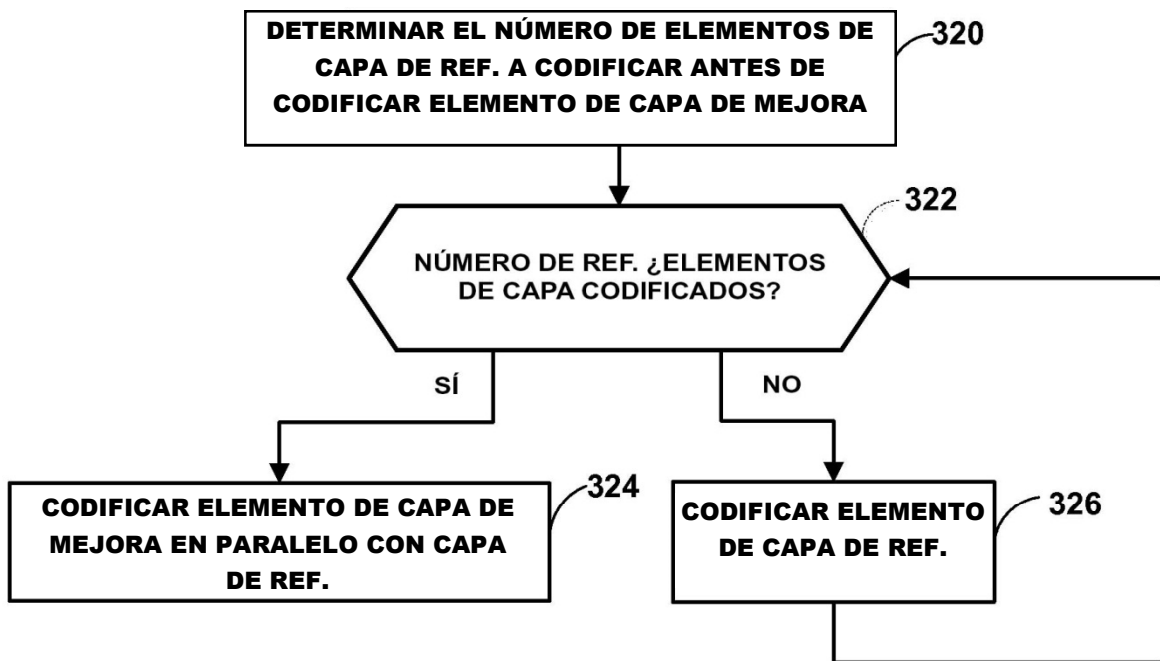 DETERMINAR EL NÚMERO DE ELEMENTOS DE
CAPA DE REF. A CODIFICAR ANTES DE
CODIFICAR ELEMENTO DE CAPA DE MEJORA
320
322
NÚMERO DE REF. ¿ELEMENTOS
DE CAPA CODIFICADOS?
SÍ
NO
CODIFICAR ELEMENTO DE CAPA DE
MEJORA EN PARALELO CON CAPA
DE REF.
324
CODIFICAR ELEMENTO
DE CAPA DE REF.
326